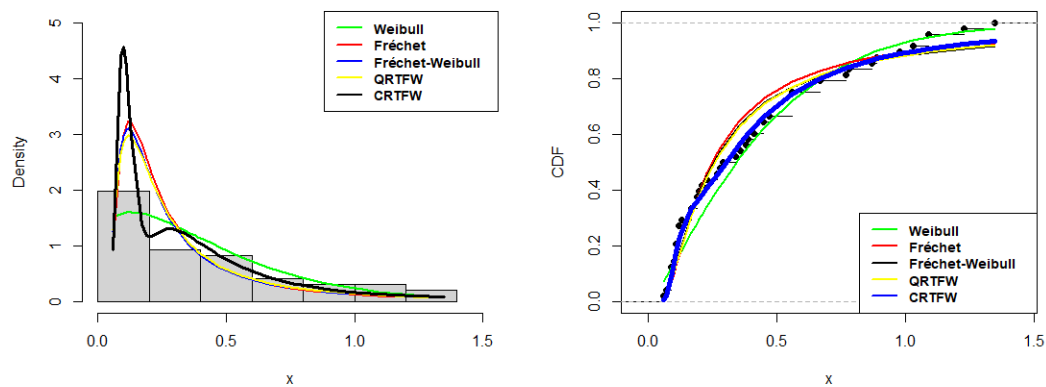 Density
0 1 2 3 4 5
0.0 0.5 1.0 1.5
x
Weibull
Fréchet
Fréchet-Weibull
QRTFW
CRTFW
CDF
0.0 0.2 0.4 0.6 0.8 1.0
0.0 0.5 1.0 1.5
x
Weibull
Fréchet
Fréchet-Weibull
QRTFW
CRTFW